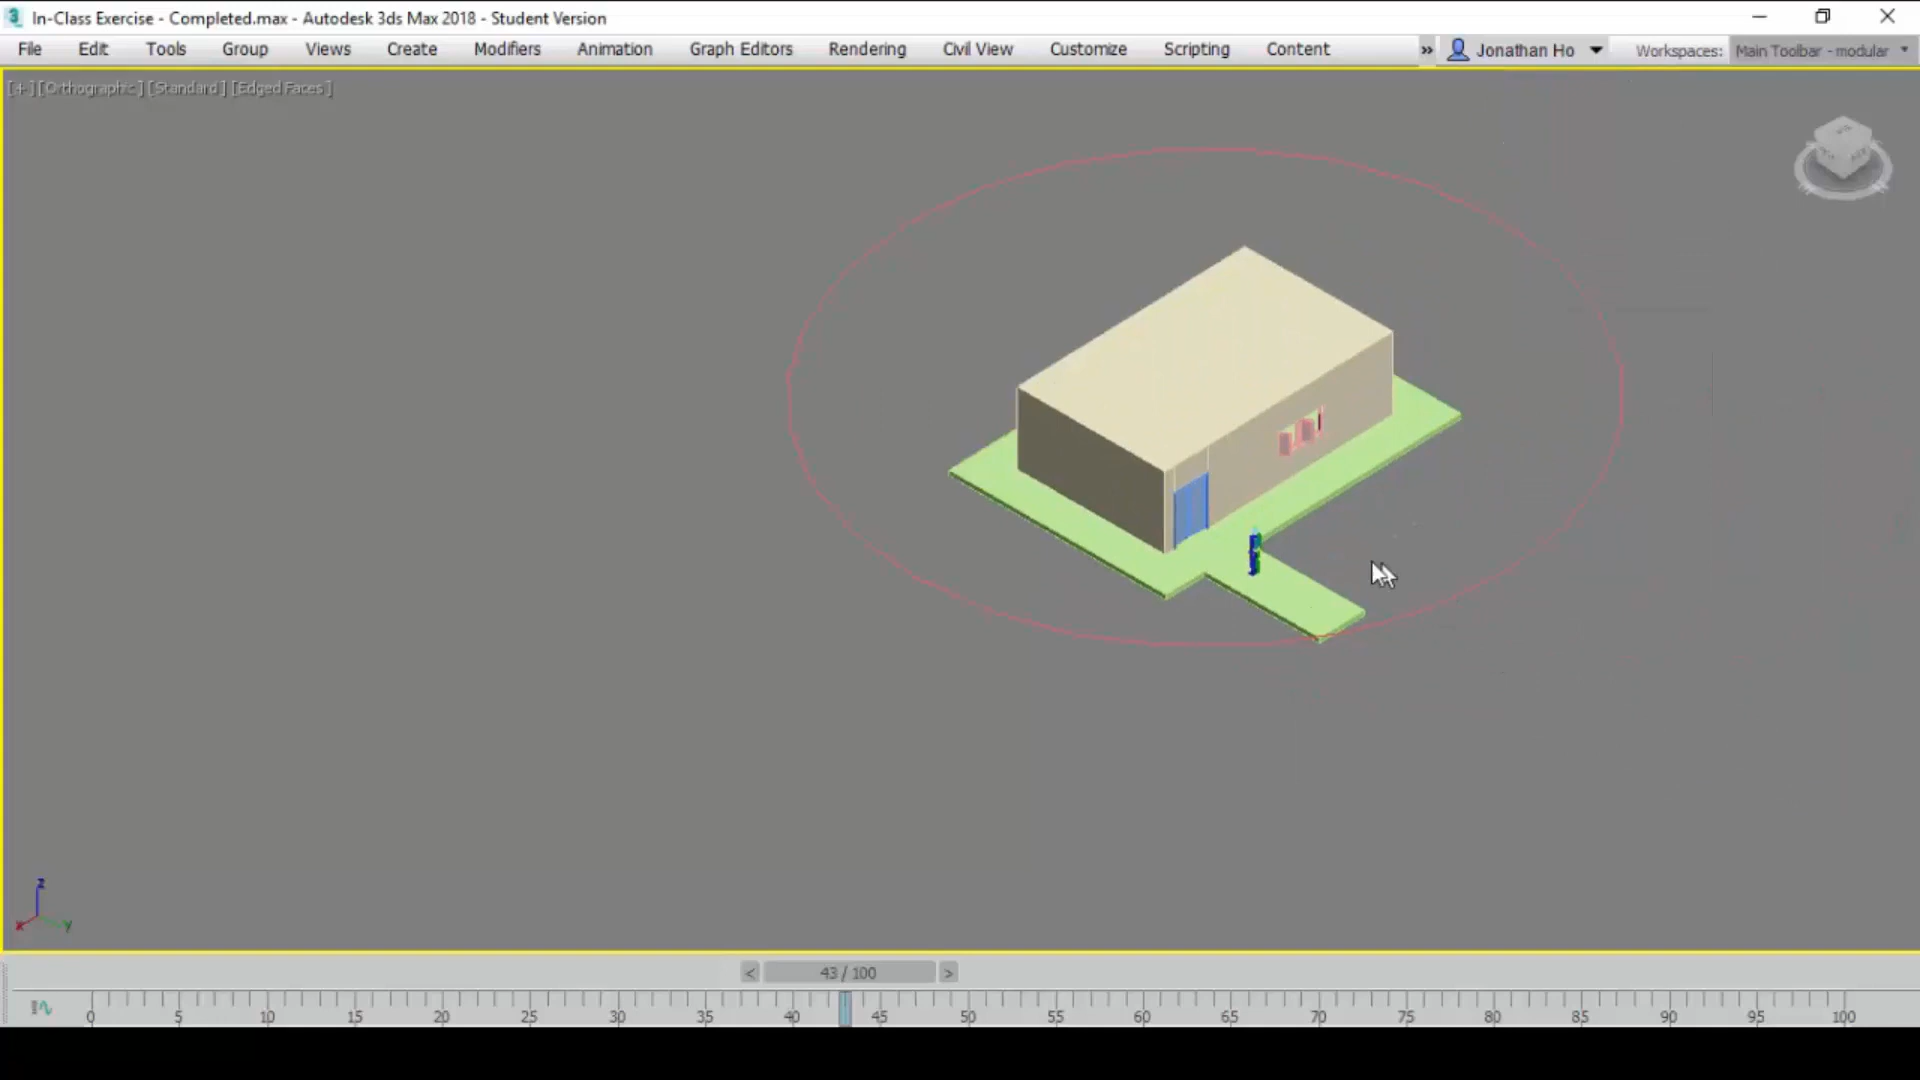 3 In-Class Exercise - Completed.max - Autodesk 3ds Max 2018 - Student Version
File Edit Tools Group Views Create Modifiers Animation Graph Editors Rendering Civil View Customize Scripting Content » Jonathan Ho Workspaces: Main Toolbar - modular
[+] [Orthographic] [Standard] [Edged Faces]
z
x y
< 43 / 100 >
0 5 10 15 20 25 30 35 40 45 50 55 60 65 70 75 80 85 90 95 100